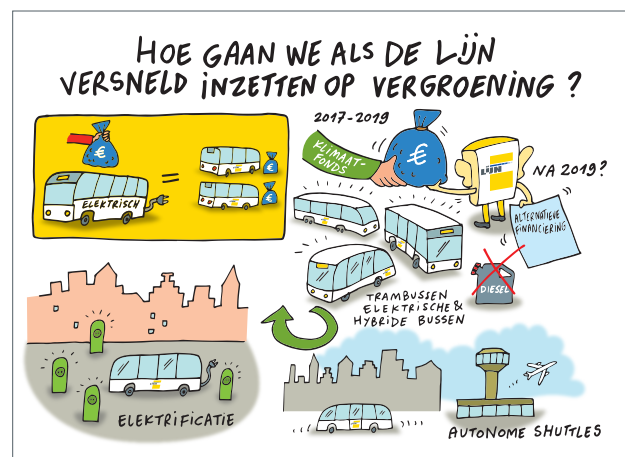 HOE GAAN WE ALS DE LIJN
VERSNELD INZETTEN OP VERGROENING ?
2017-2019
KLIMAAT-
FONDS
€
€
€
€
LIJN
NA 2019?
ALTERNATIEVE
FINANCIERING
ELEKTRISCH
=
DIESEL
TRAMBUSSEN
ELEKTRISCHE &
HYBRIDE BUSSEN
ELEKTRIFICATIE
AUTONOME SHUTTLES